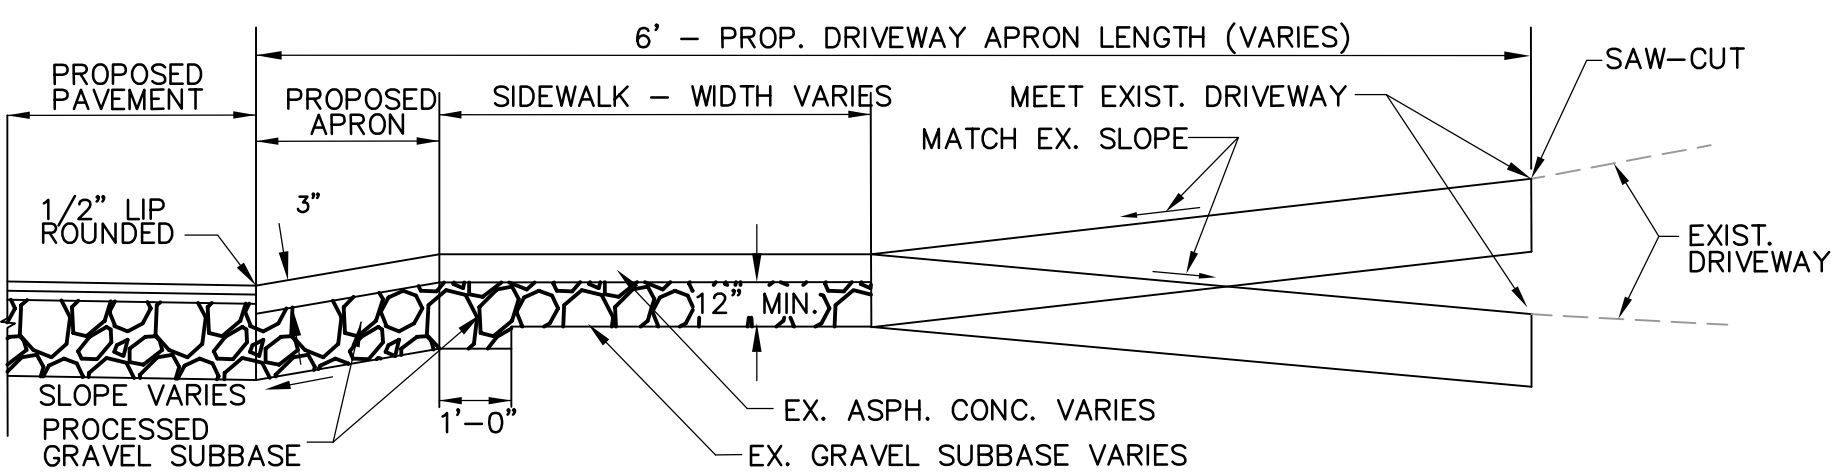 6' – PROP. DRIVEWAY APRON LENGTH (VARIES)
SAW–CUT
PROPOSED
PAVEMENT
PROPOSED
APRON
SIDEWALK – WIDTH VARIES
MEET EXIST. DRIVEWAY
MATCH EX. SLOPE
1/2" LIP
ROUNDED
3"
EXIST.
DRIVEWAY
12" MIN.
SLOPE VARIES
PROCESSED
GRAVEL SUBBASE
1'–0"
EX. ASPH. CONC. VARIES
EX. GRAVEL SUBBASE VARIES